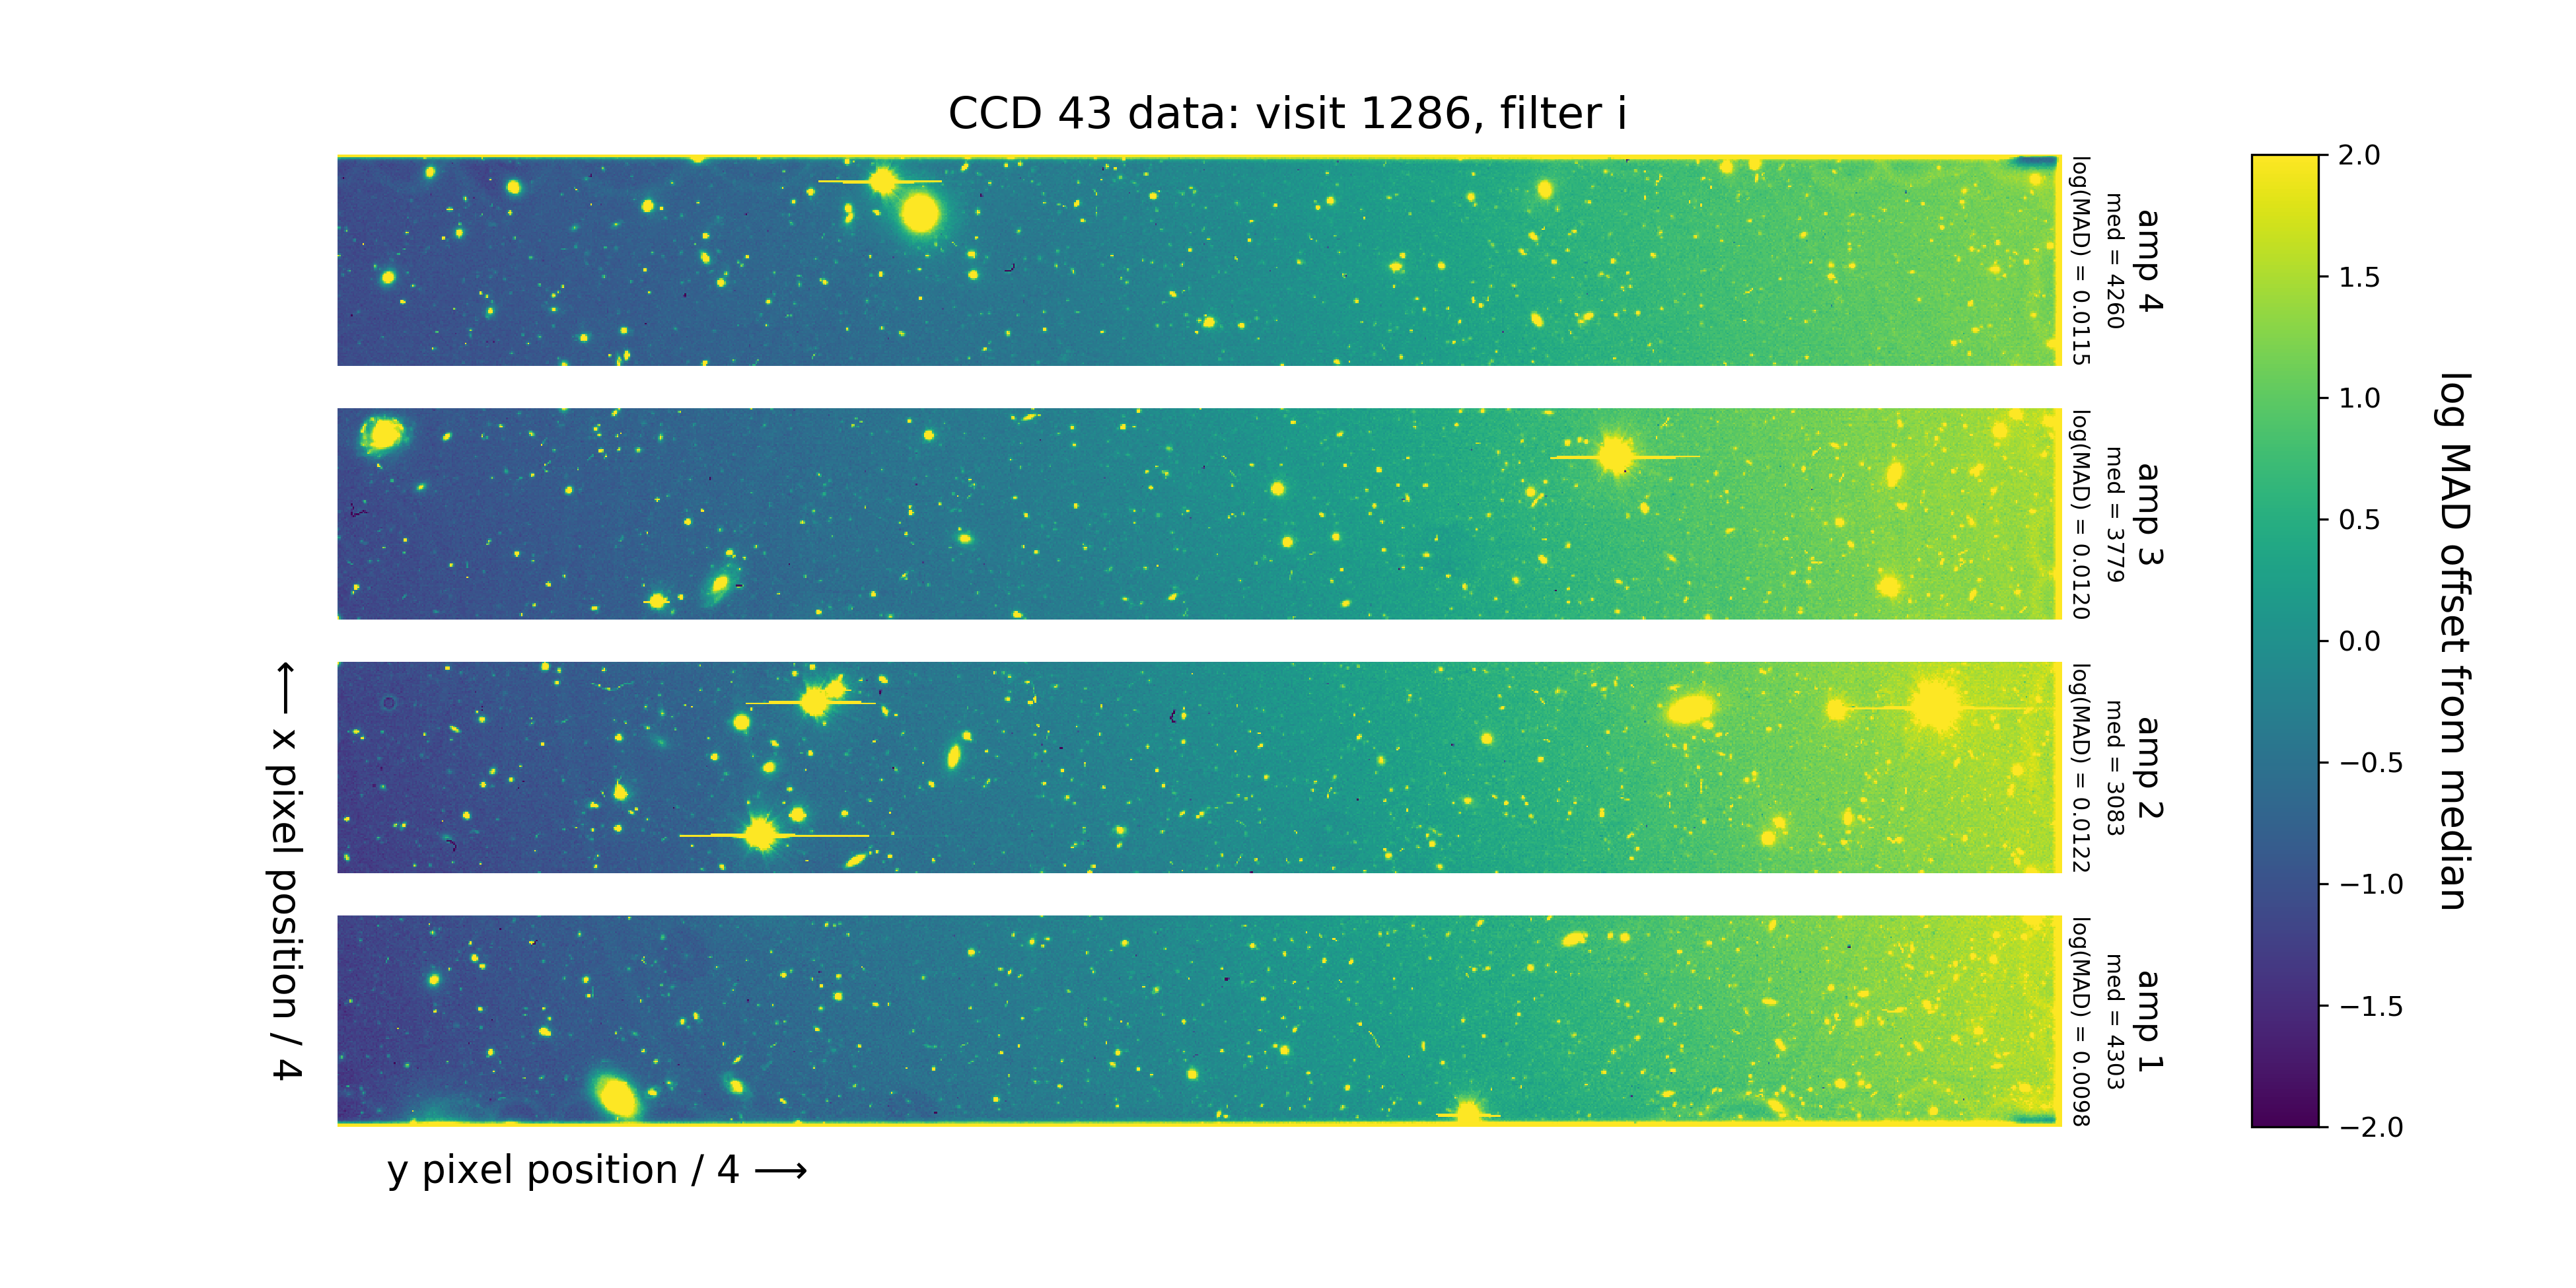 CCD 43 data: visit 1286, filter i
amp 4
med = 4260
log(MAD) = 0.0115
amp 3
med = 3779
log(MAD) = 0.0120
amp 2
med = 3083
log(MAD) = 0.0122
amp 1
med = 4303
log(MAD) = 0.0098
⟵ x pixel position / 4
y pixel position / 4 ⟶
2.0
1.5
1.0
0.5
0.0
−0.5
−1.0
−1.5
−2.0
log MAD offset from median